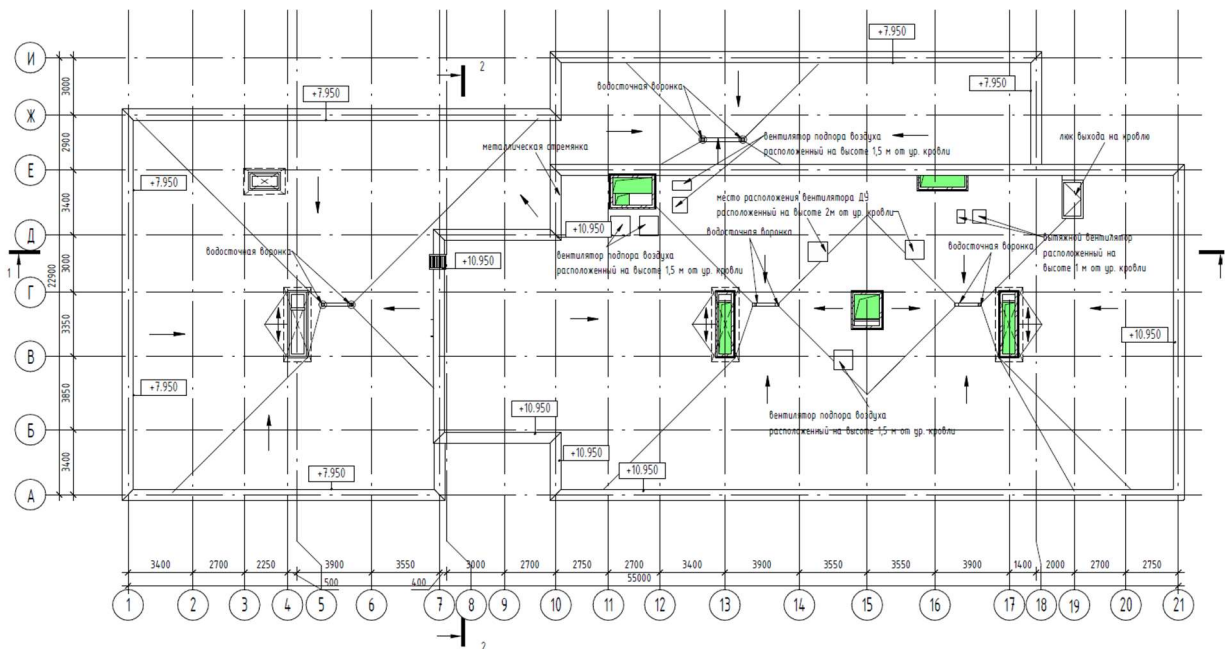 И
+7.950
2
3000
водосточная воронка
+7.950
+7.950
Ж
вентилятор подпора воздуха
расположенный на высоте 1,5 м от ур. кровли
люк выхода на кровлю
2900
металлическая стремянка
Е
+7.950
3400
место расположения вентилятора ДУ
расположенный на высоте 2м от ур. кровли
Д
+10.950
водосточная воронка
водосточная воронка
водосточная воронка
вытяжной вентилятор
расположенный на
высоте 1 м от ур. кровли
вентилятор подпора воздуха
расположенный на высоте 1,5 м от ур. кровли
+10.950
1
3000
22900
Г
3350
+10.950
В
+7.950
3850
+10.950
вентилятор подпора воздуха
расположенный на высоте 1,5 м от ур. кровли
Б
+10.950
+10.950
3400
+7.950
А
3400 2700 2250 3900 3550 3000 2700 2750 2700 3400 3900 3550 3550 3900 1400 2000 2700 2750
500 400 55000
1 2 3 4 5 6 7 8 9 10 11 12 13 14 15 16 17 18 19 20 21
2